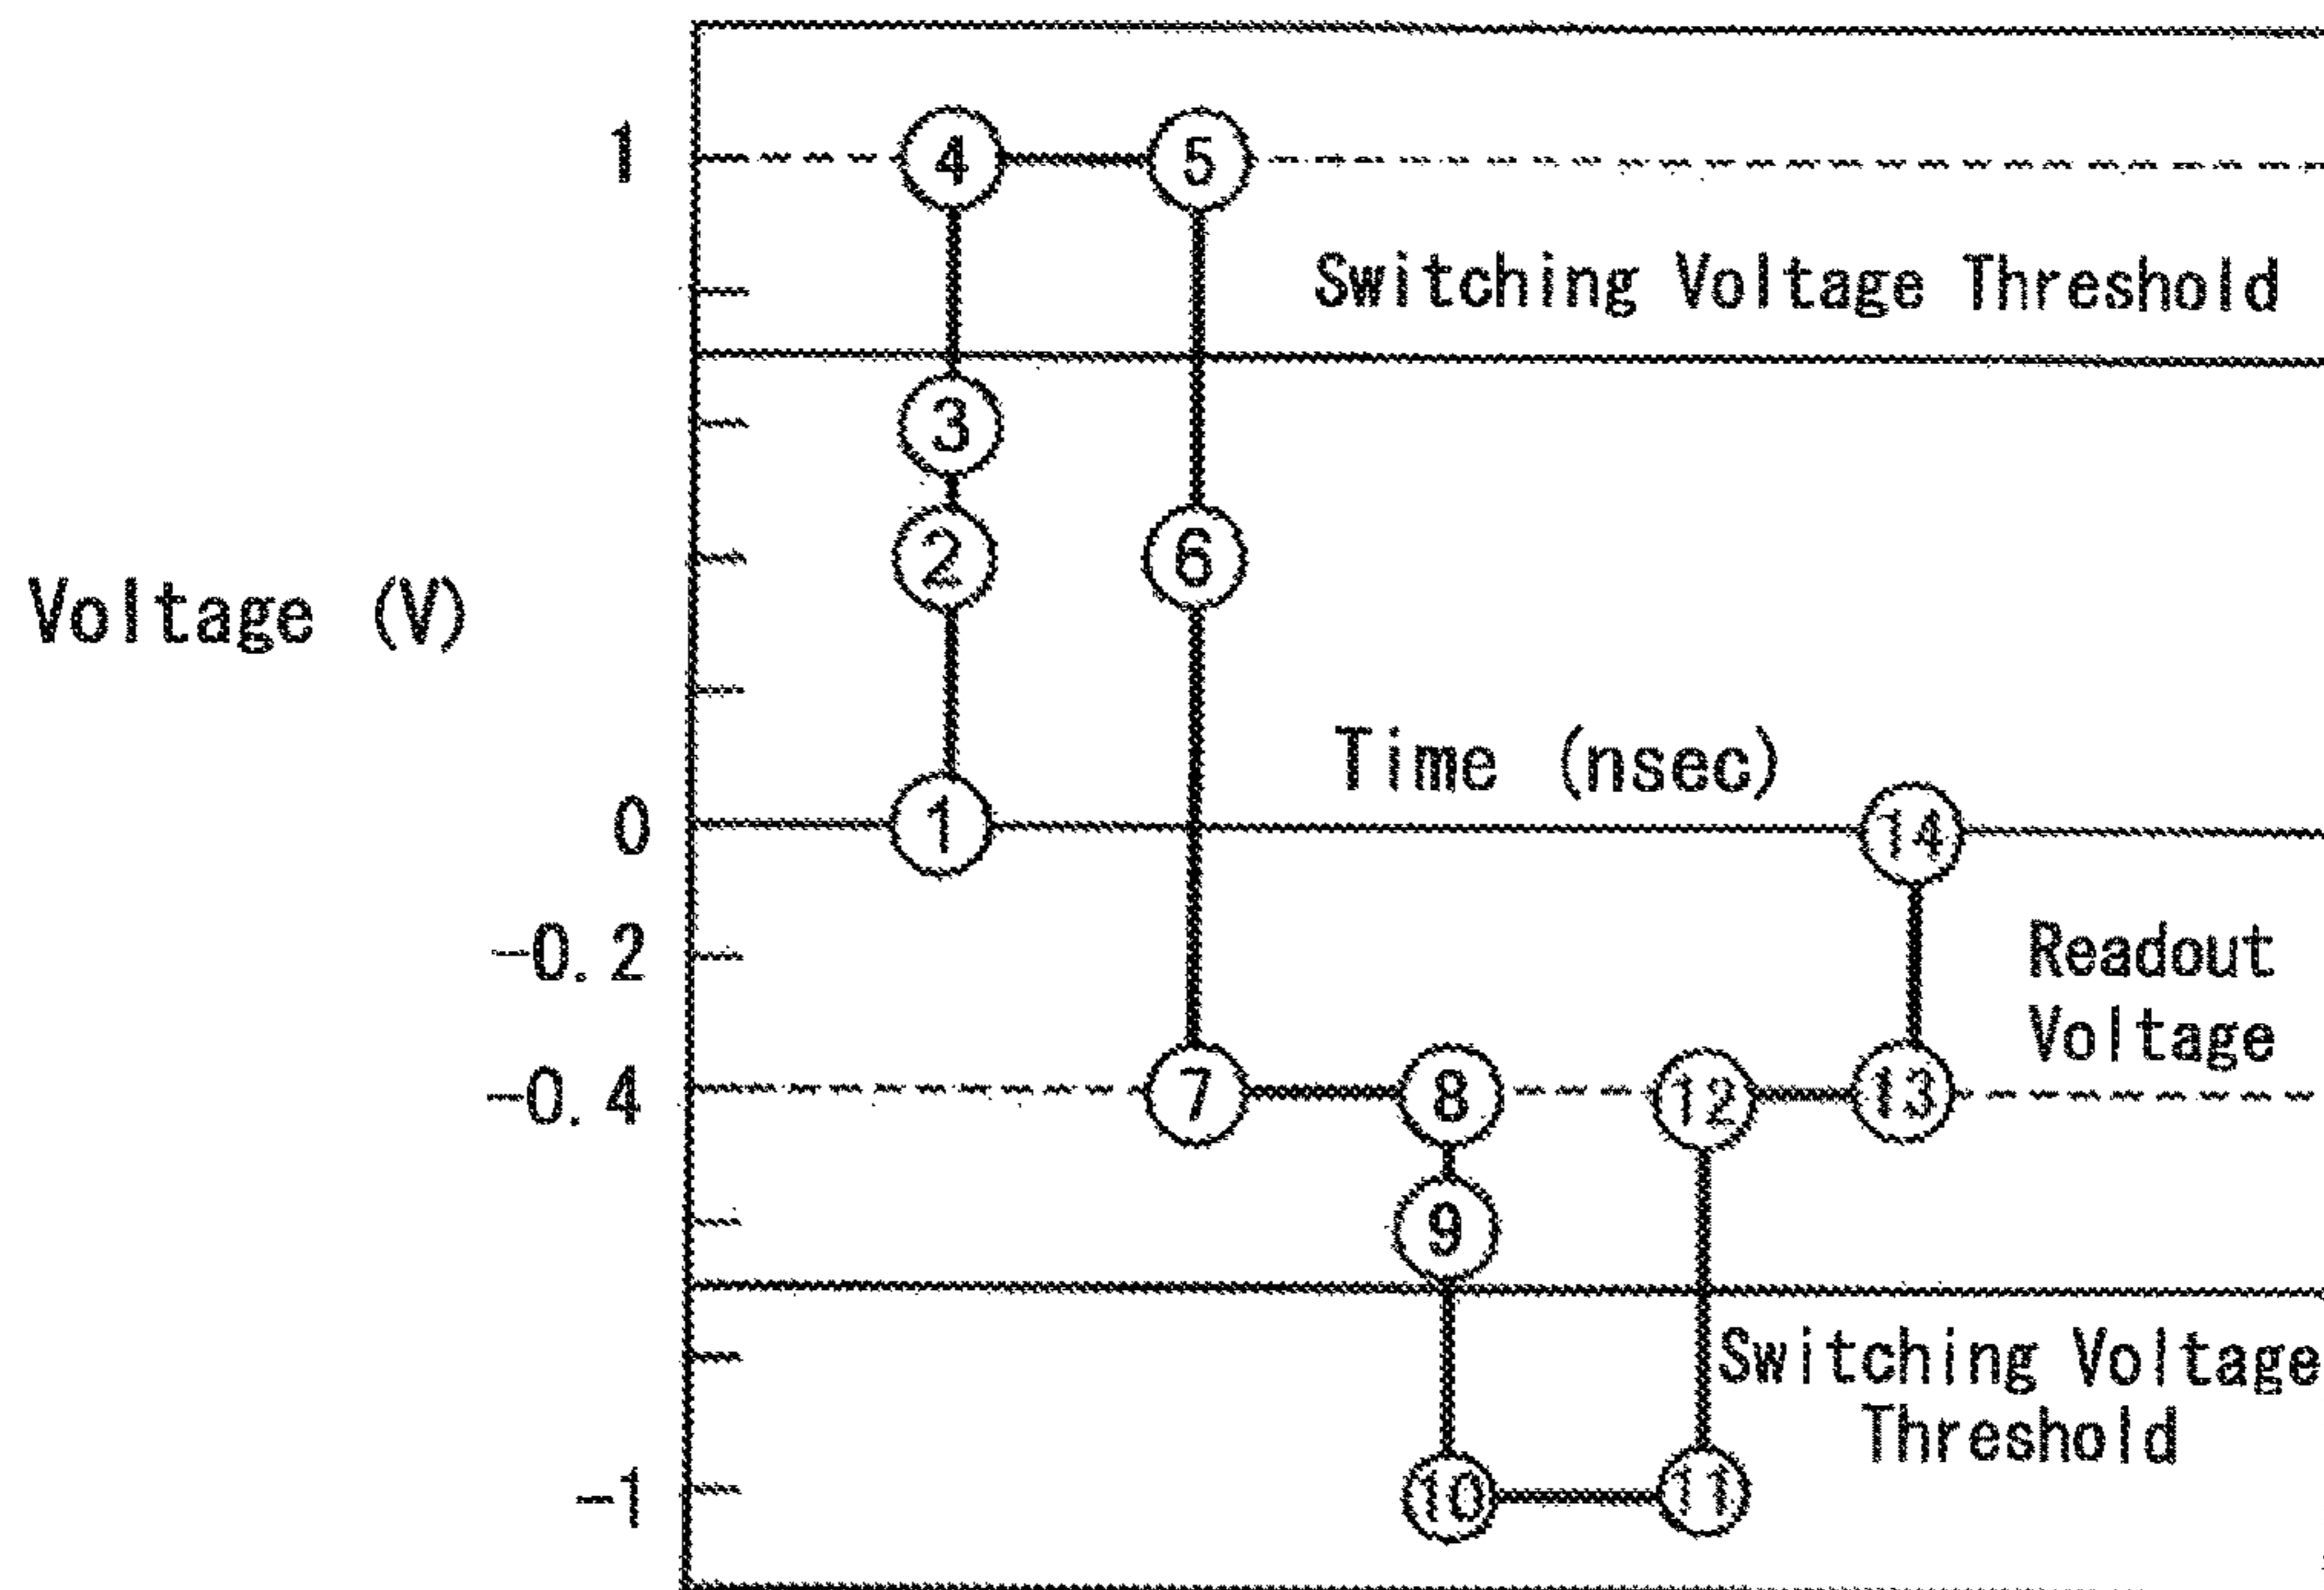 1
4
5
Switching Voltage Threshold
3
2
6
Voltage (V)
Time (nsec)
0
1
14
-0.2
Readout
Voltage
-0.4
7
8
12
13
9
Switching Voltage
Threshold
-1
10
11